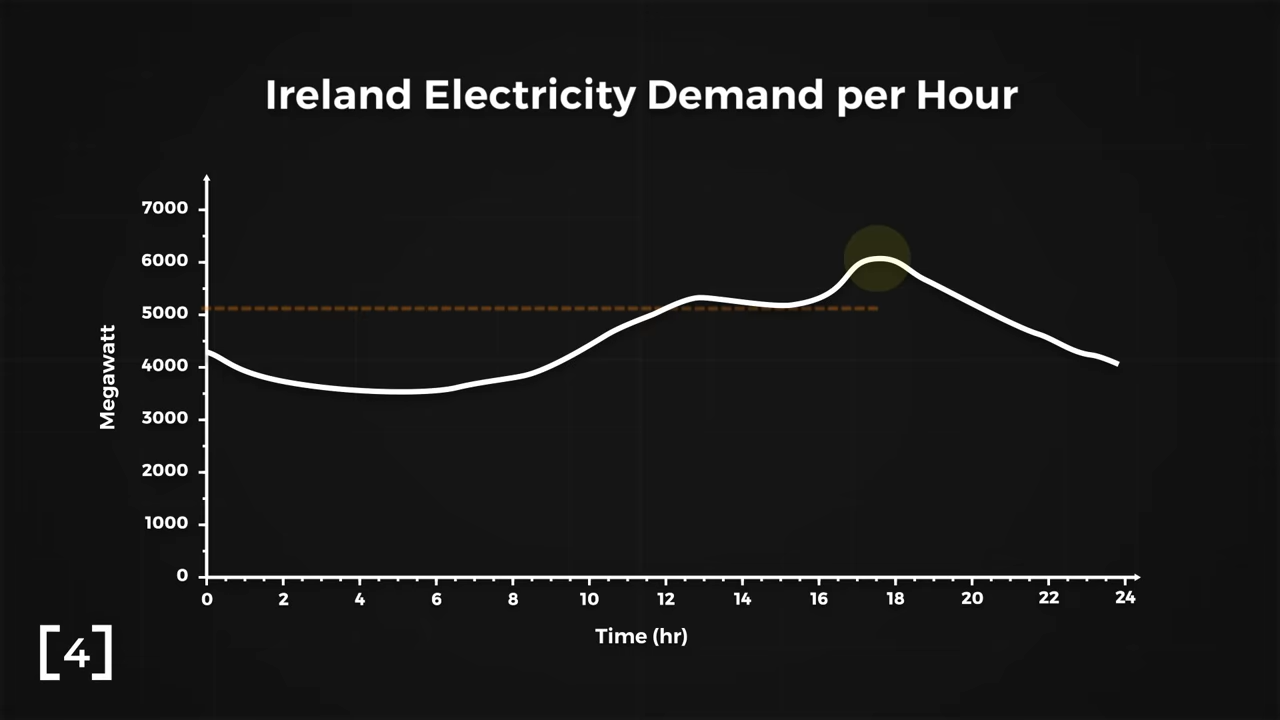 Ireland Electricity Demand per Hour
7000
6000
5000
4000
3000
2000
1000
0
Megawatt
0 2 4 6 8 10 12 14 16 18 20 22 24
Time (hr)
[4]